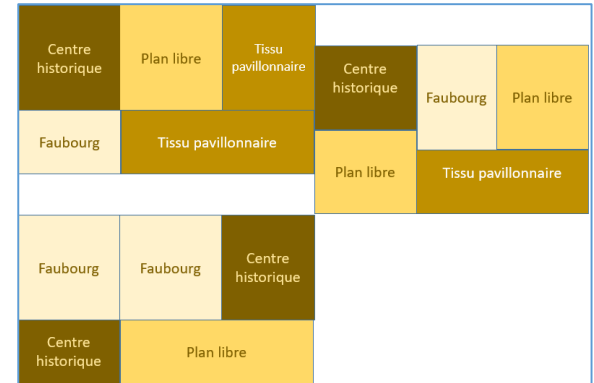 Centre
historique
Plan libre
Tissu
pavillonnaire
Faubourg
Tissu pavillonnaire
Centre
historique
Faubourg
Plan libre
Plan libre
Tissu pavillonnaire
Faubourg
Faubourg
Centre
historique
Centre
historique
Plan libre